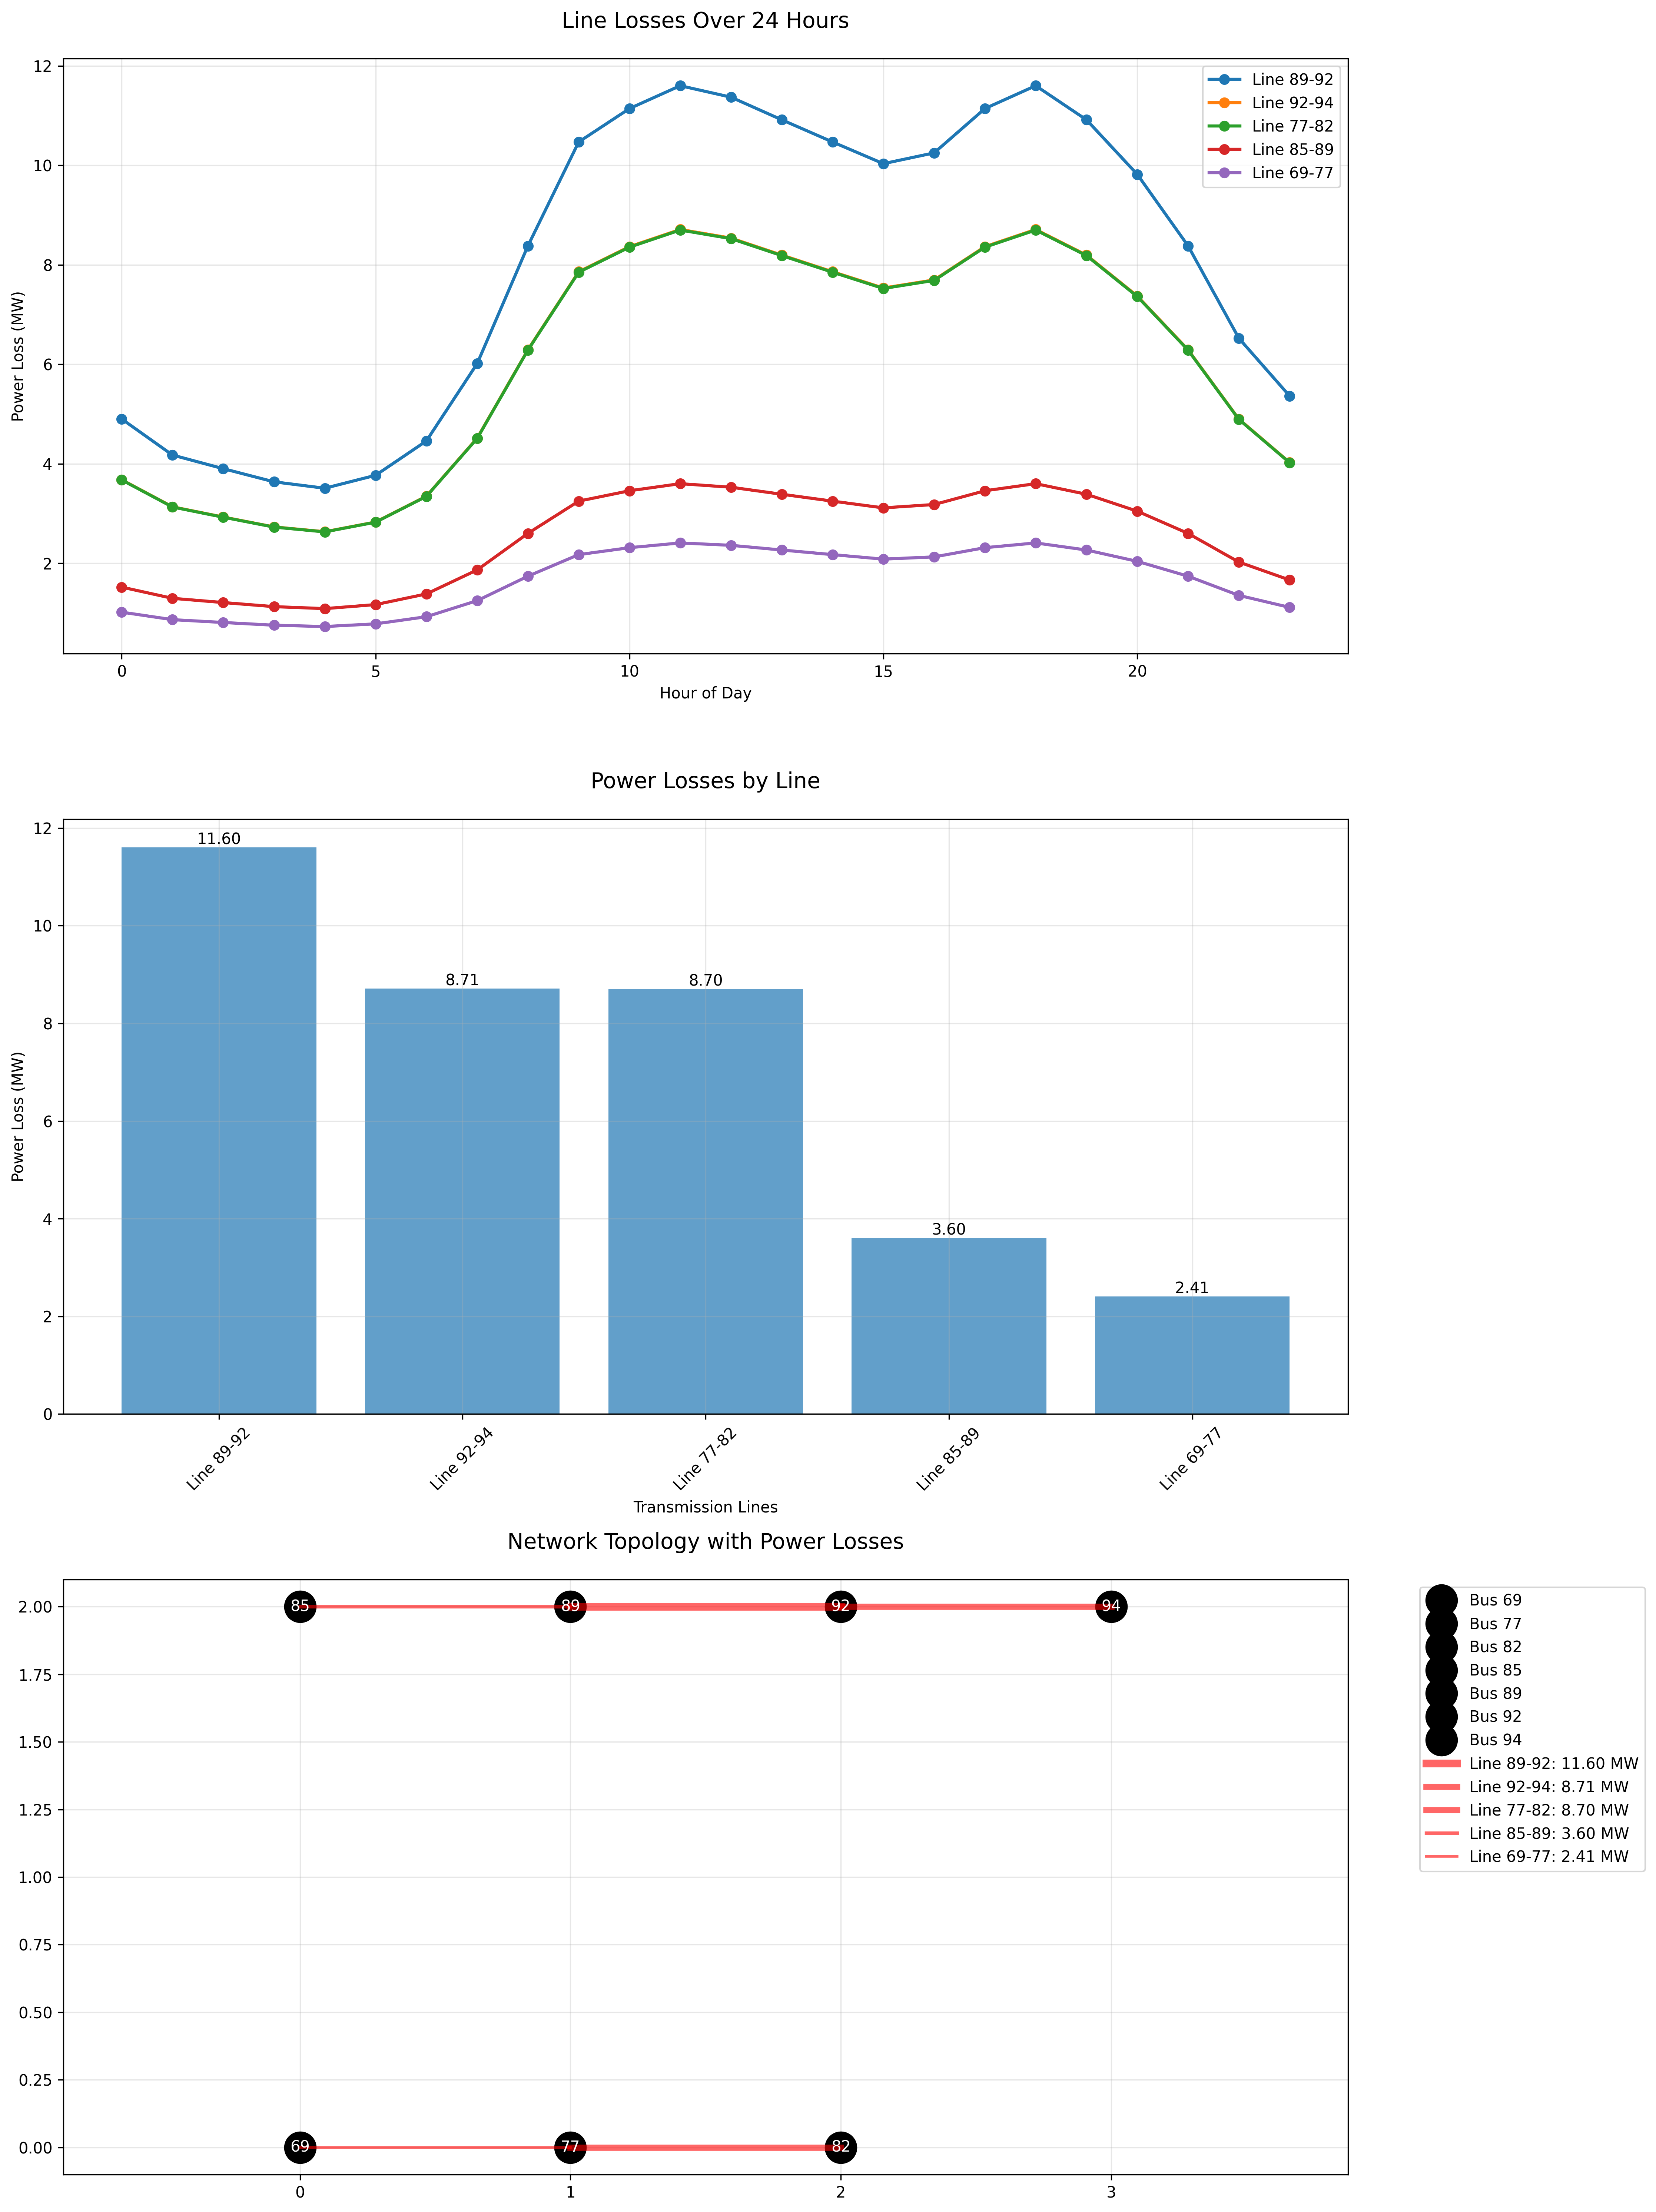 Line Losses Over 24 Hours
12
10
8
6
4
2
Power Loss (MW)
Line 89-92
Line 92-94
Line 77-82
Line 85-89
Line 69-77
0
5
10
15
20
Hour of Day
Power Losses by Line
12
10
8
6
4
2
0
Power Loss (MW)
11.60
8.71
8.70
3.60
2.41
Line 89-92
Line 92-94
Line 77-82
Line 85-89
Line 69-77
Transmission Lines
Network Topology with Power Losses
2.00
1.75
1.50
1.25
1.00
0.75
0.50
0.25
0.00
85
89
92
94
69
77
82
0
1
2
3
Bus 69
Bus 77
Bus 82
Bus 85
Bus 89
Bus 92
Bus 94
Line 89-92: 11.60 MW
Line 92-94: 8.71 MW
Line 77-82: 8.70 MW
Line 85-89: 3.60 MW
Line 69-77: 2.41 MW